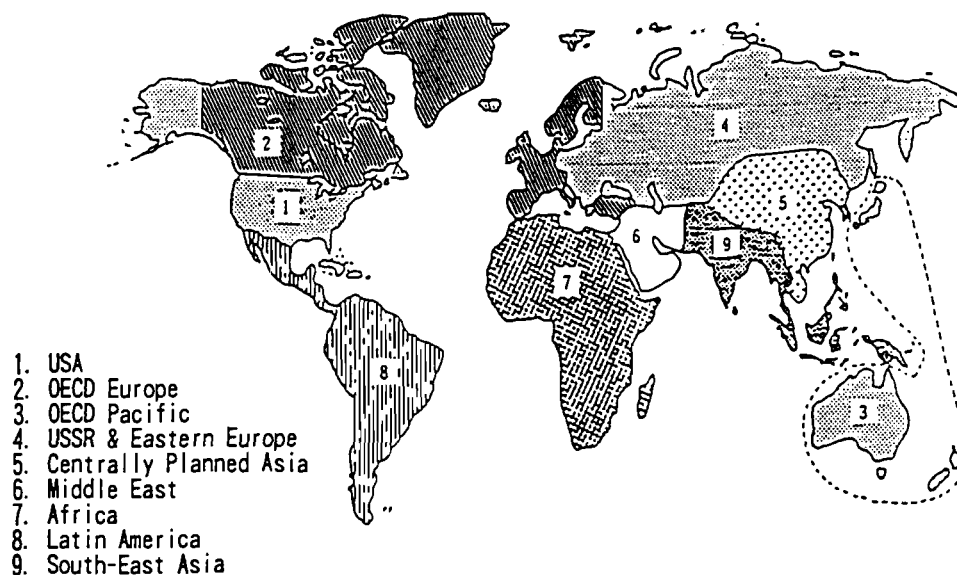 2
4
1
5
6
9
7
8
3
1. USA
2. OECD Europe
3. OECD Pacific
4. USSR & Eastern Europe
5. Centrally Planned Asia
6. Middle East
7. Africa
8. Latin America
9. South-East Asia